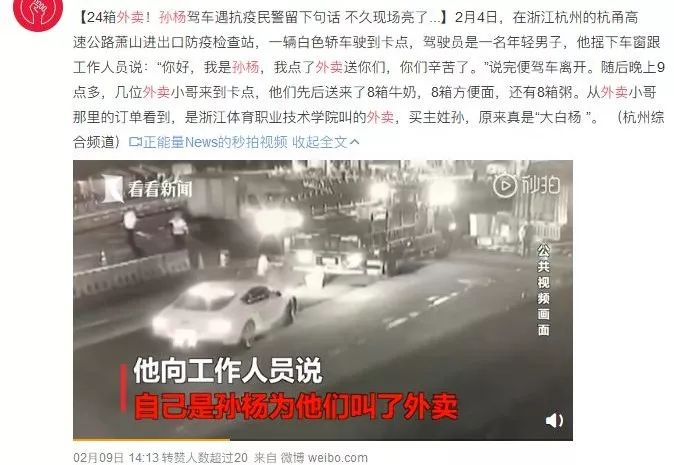 【24箱外卖！孙杨驾车遇抗疫民警留下句话 不久现场亮了...】2月4日，在浙江杭州的杭甬高
速公路萧山进出口防疫检查站，一辆白色轿车驶到卡点，驾驶员是一名年轻男子，他摇下车窗跟
工作人员说：“你好，我是孙杨，我点了外卖送你们，你们辛苦了。”说完便驾车离开。随后晚上9
点多，几位外卖小哥来到卡点，他们先后送来了8箱牛奶，8箱方便面，还有8箱粥。从外卖小哥
那里的订单看到，是浙江体育职业技术学院叫的外卖，买主姓孙，原来真是“大白杨 ”。（杭州综
合频道）正能量News的秒拍视频 收起全文
看看新闻
秒拍
公共视频画面
他向工作人员说
自己是孙杨为他们叫了外卖
02月09日 14:13 转赞人数超过20 来自 微博 weibo.com